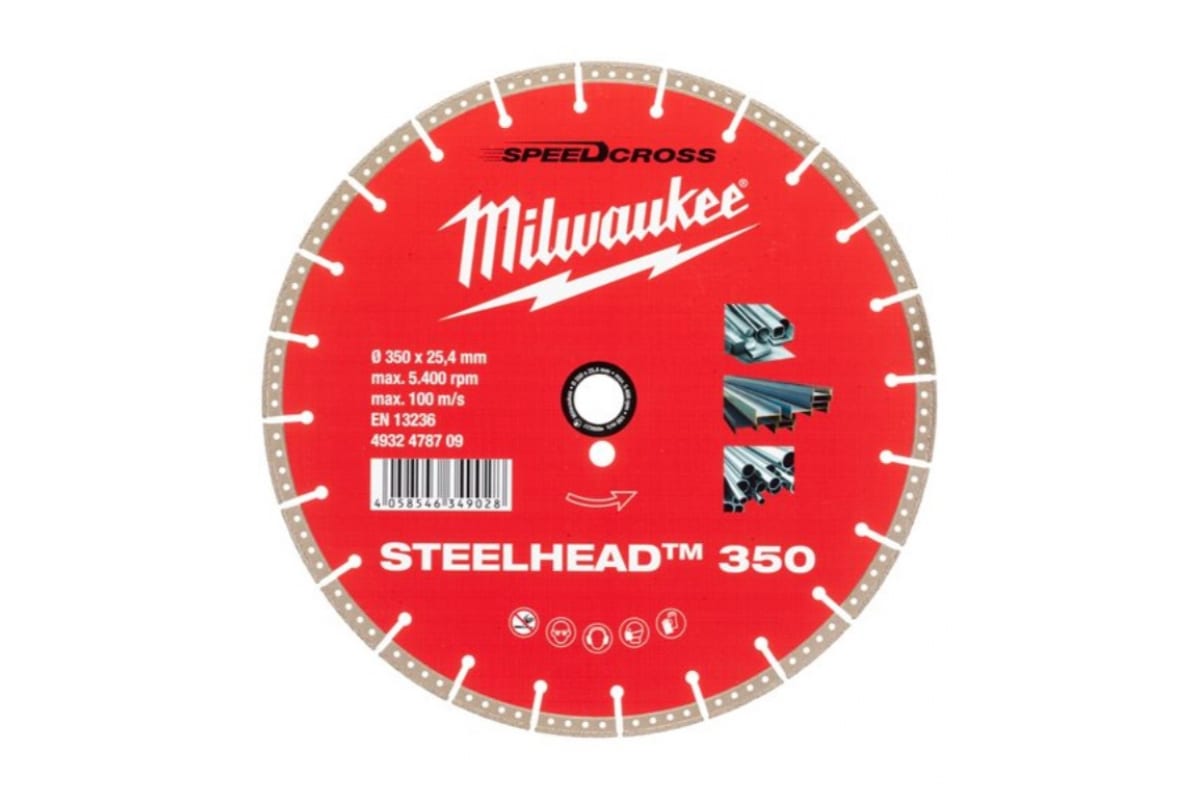 SPEEDCROSS
Milwaukee®
Ø 350 x 25,4 mm
max. 5.400 rpm
max. 100 m/s
EN 13236
4932 4787 09
4 058546 349028
STEELHEAD™ 350